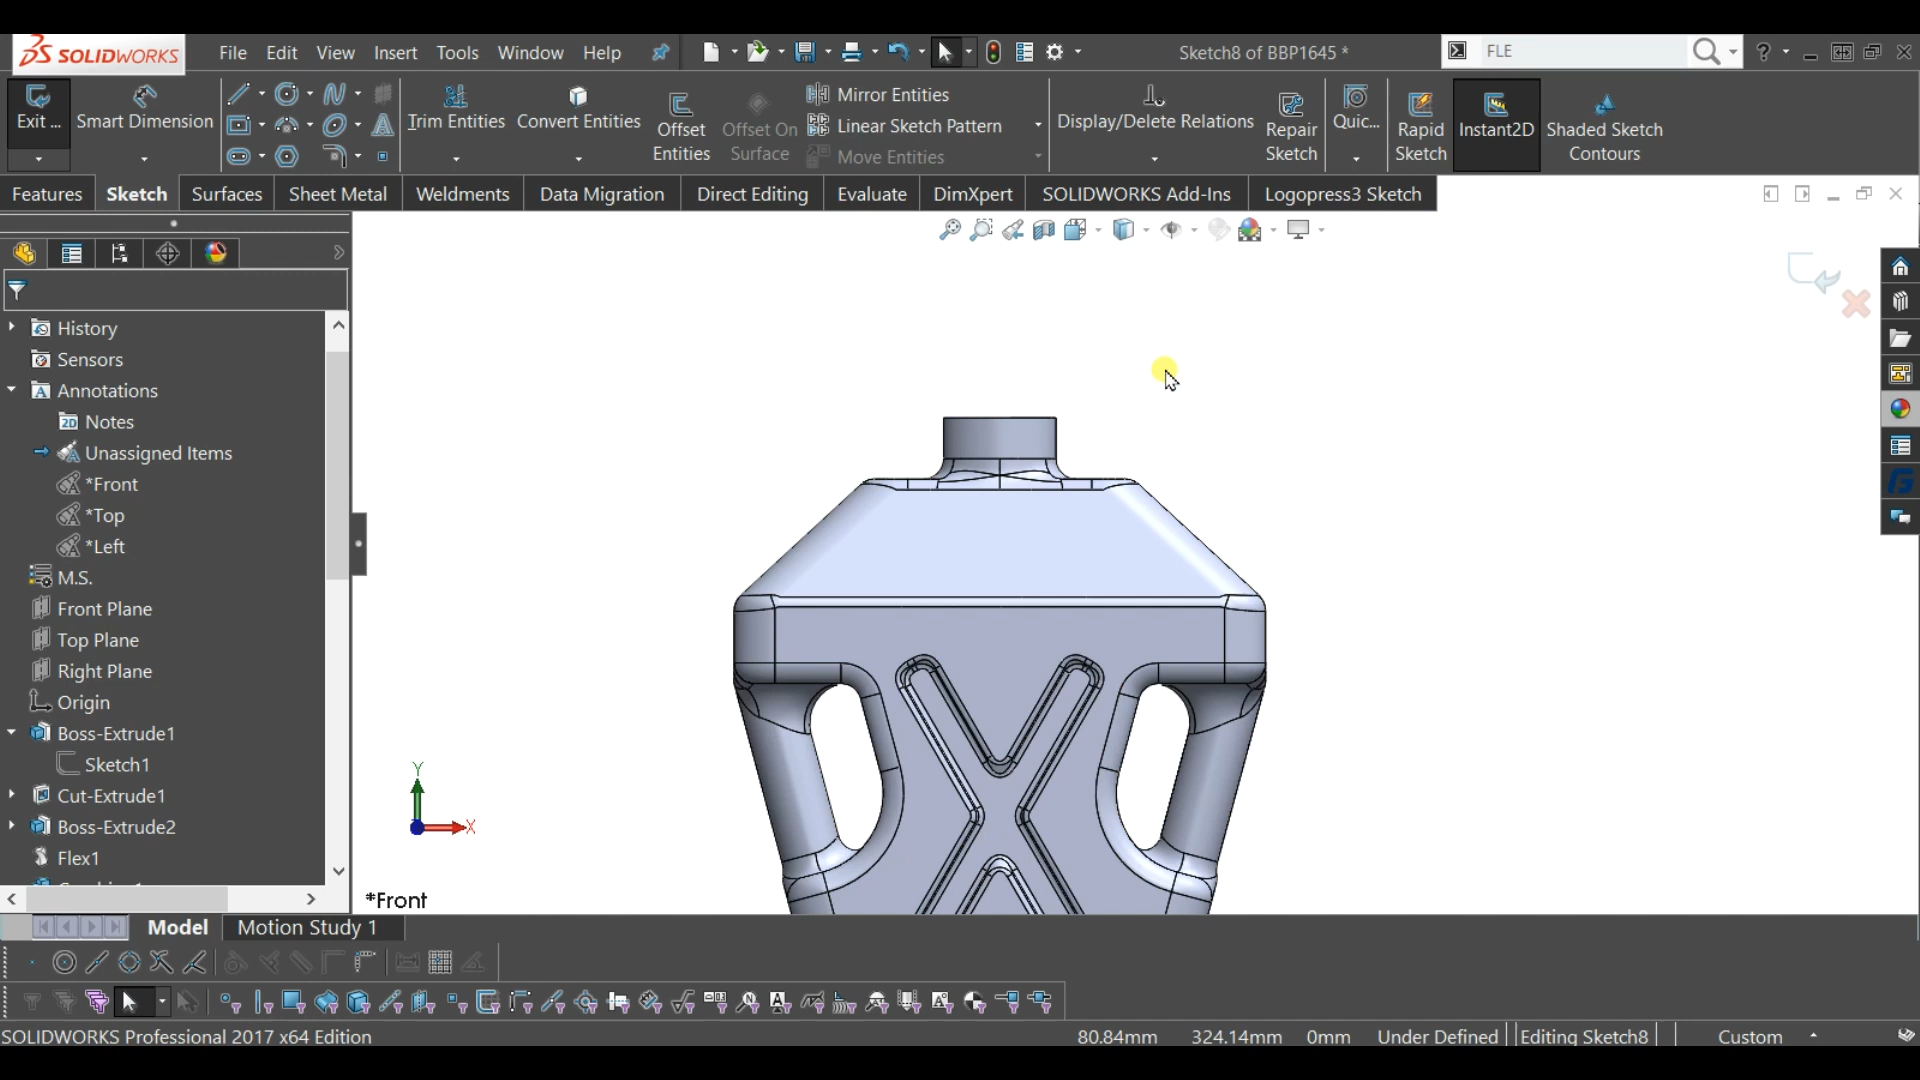 SOLIDWORKS
File Edit View Insert Tools Window Help
Sketch8 of BBP1645 *
FLE
Exit ...
Smart Dimension
Trim Entities
Convert Entities
Offset
Entities
Offset On
Surface
Mirror Entities
Linear Sketch Pattern
Move Entities
Display/Delete Relations
Repair
Sketch
Quic...
Rapid
Sketch
Instant2D
Shaded Sketch
Contours
Features Sketch Surfaces Sheet Metal Weldments Data Migration Direct Editing Evaluate DimXpert SOLIDWORKS Add-Ins Logopress3 Sketch
History
Sensors
Annotations
Notes
Unassigned Items
*Front
*Top
*Left
M.S.
Front Plane
Top Plane
Right Plane
Origin
Boss-Extrude1
Sketch1
Cut-Extrude1
Boss-Extrude2
Flex1
Y
X
*Front
Model Motion Study 1
SOLIDWORKS Professional 2017 x64 Edition
80.84mm 324.14mm 0mm Under Defined Editing Sketch8 Custom